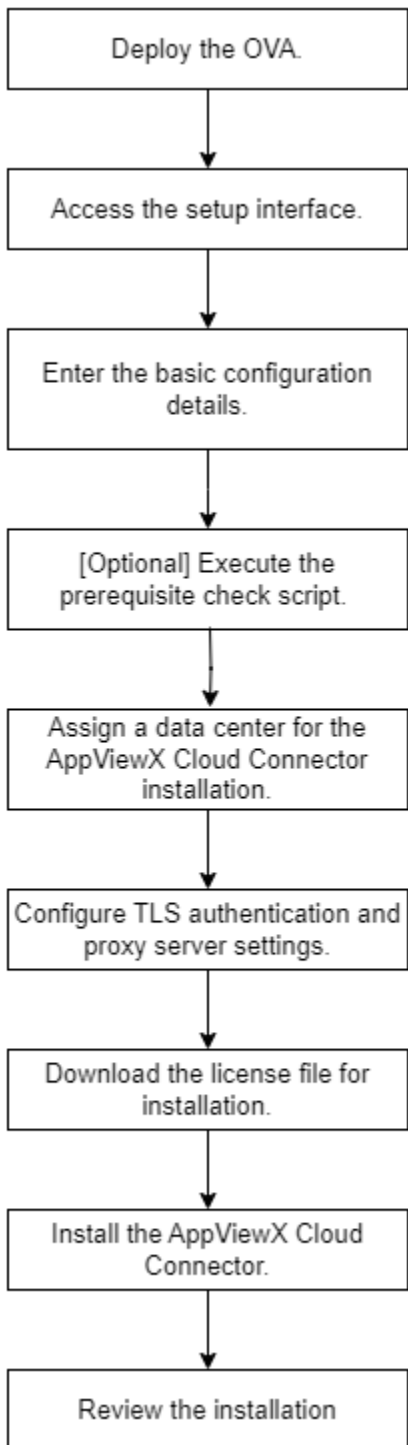 Deploy the OVA.
Access the setup interface.
Enter the basic configuration
details.
[Optional] Execute the
prerequisite check script.
Assign a data center for the
AppViewX Cloud Connector
installation.
Configure TLS authentication and
proxy server settings.
Download the license file for
installation.
Install the AppViewX Cloud
Connector.
Review the installation